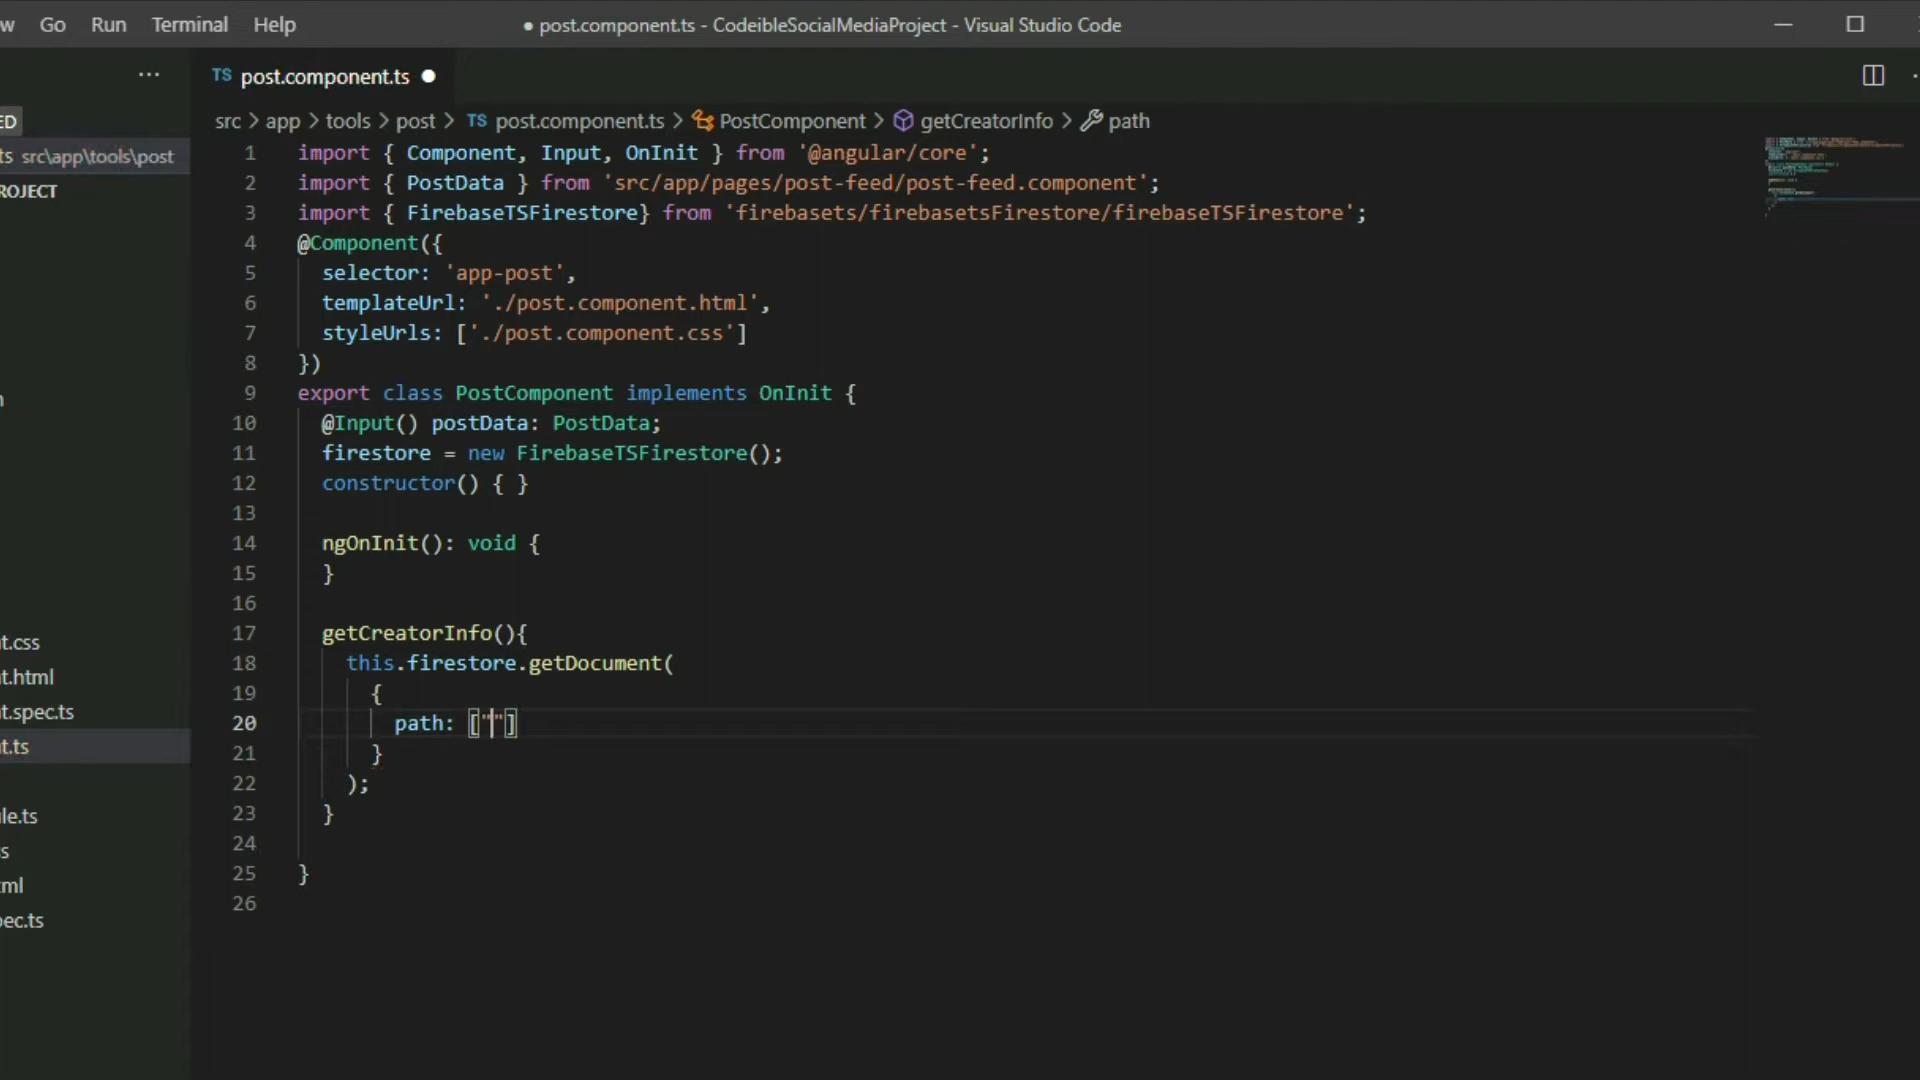 w Go Run Terminal Help ● post.component.ts - CodeibleSocialMediaProject - Visual Studio Code
··· TS post.component.ts ●
ED src > app > tools > post > TS post.component.ts > PostComponent > getCreatorInfo > path
ts src\app\tools\post
ROJECT
1 import { Component, Input, OnInit } from '@angular/core';
2 import { PostData } from 'src/app/pages/post-feed/post-feed.component';
3 import { FirebaseTSFirestore} from 'firebasets/firebasetsFirestore/firebaseTSFirestore';
4 @Component({
5 selector: 'app-post',
6 templateUrl: './post.component.html',
7 styleUrls: ['./post.component.css']
8 })
9 export class PostComponent implements OnInit {
10 @Input() postData: PostData;
11 firestore = new FirebaseTSFirestore();
12 constructor() { }
13
14 ngOnInit(): void {
15 }
16
17 getCreatorInfo(){
18 this.firestore.getDocument(
19 {
20 path: [""]
21 }
22 );
23 }
24
25 }
26
t.css
t.html
t.spec.ts
t.ts
le.ts
s
ml
ec.ts